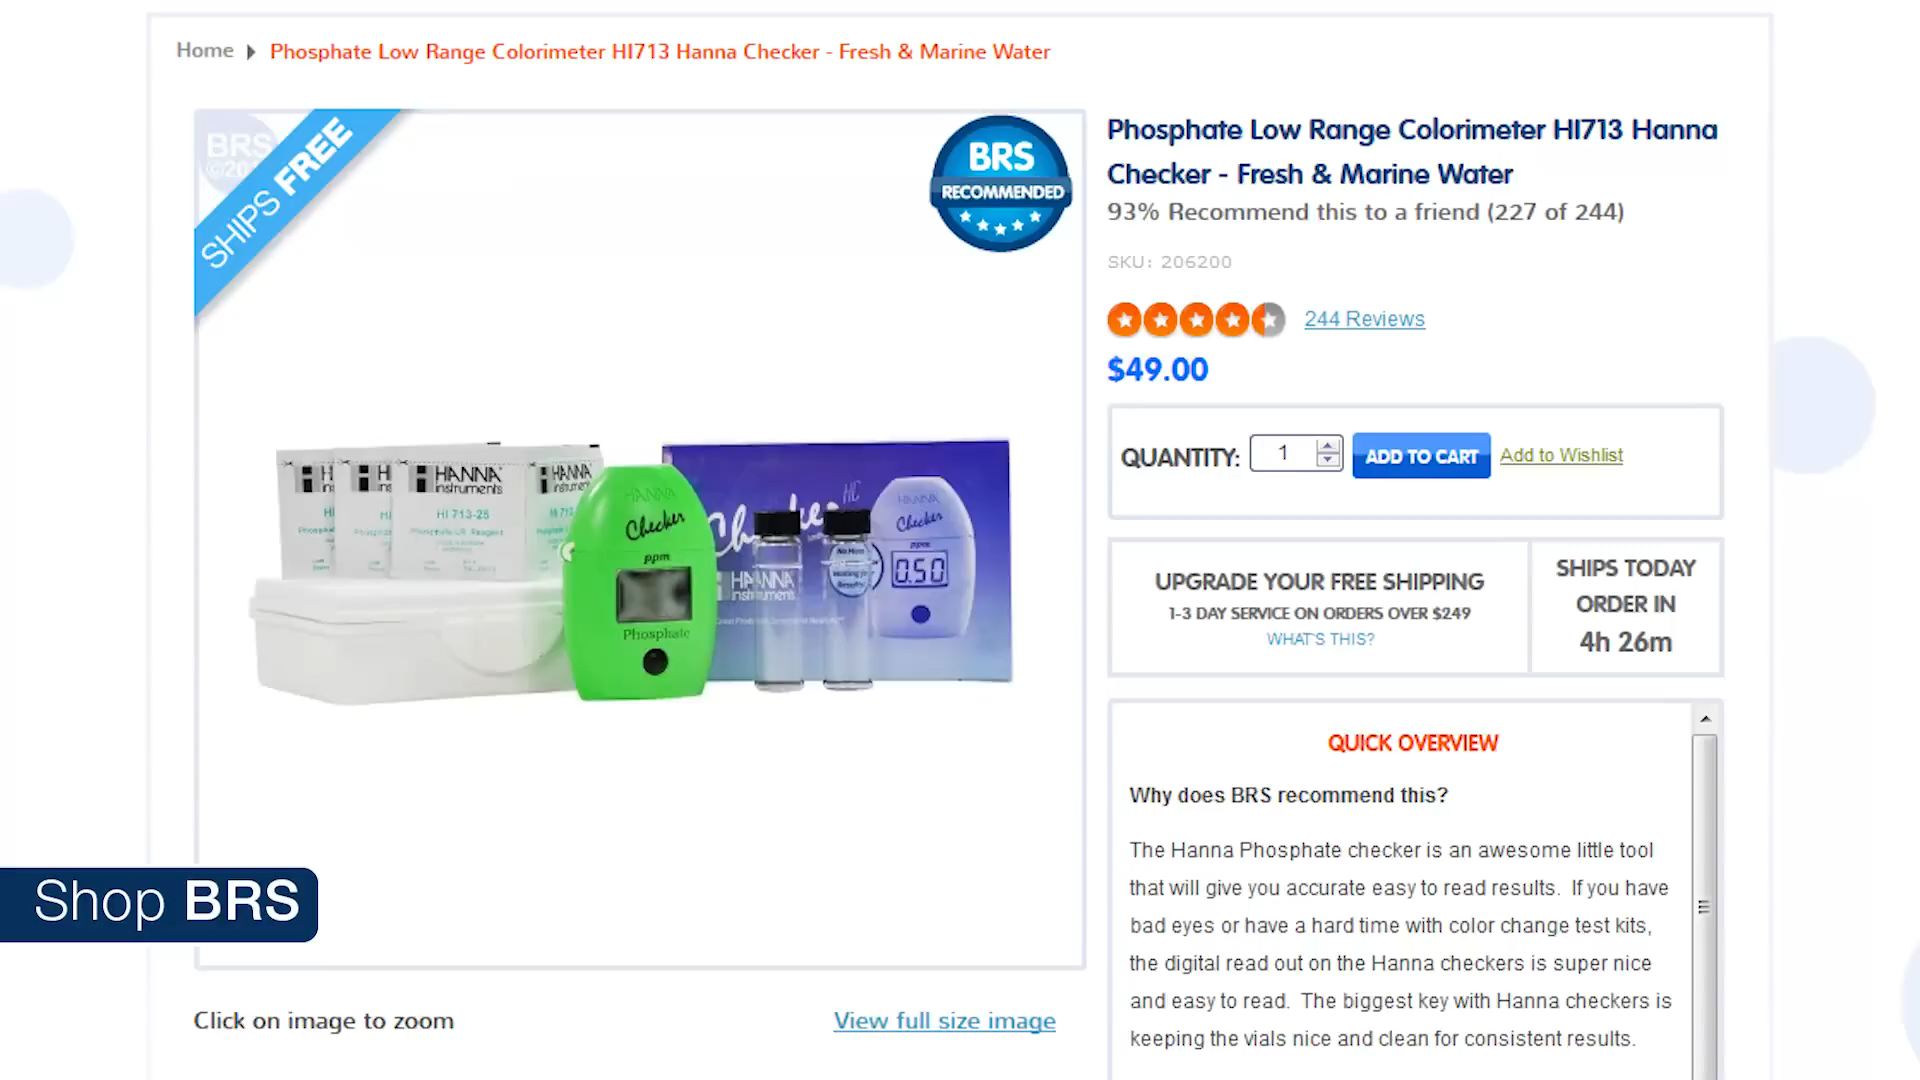 Home
Phosphate Low Range Colorimeter HI713 Hanna Checker - Fresh & Marine Water
BRS
SHIPS FREE
BRS
RECOMMENDED
Phosphate Low Range Colorimeter HI713 Hanna
Checker - Fresh & Marine Water
93% Recommend this to a friend (227 of 244)
SKU: 206200
244 Reviews
$49.00
QUANTITY: 1 ADD TO CART Add to Wishlist
UPGRADE YOUR FREE SHIPPING
1-3 DAY SERVICE ON ORDERS OVER $249
WHAT'S THIS?
SHIPS TODAY
ORDER IN
4h 26m
HANNA
instruments
HI 713-25
Phosphate LR Reagent
HANNA
Checker
ppm
Phosphate
HANNA
instruments
HC
HANNA
Checker
ppm
0.50
QUICK OVERVIEW
Why does BRS recommend this?
The Hanna Phosphate checker is an awesome little tool
that will give you accurate easy to read results. If you have
bad eyes or have a hard time with color change test kits,
the digital read out on the Hanna checkers is super nice
and easy to read. The biggest key with Hanna checkers is
keeping the vials nice and clean for consistent results.
Shop BRS
Click on image to zoom
View full size image